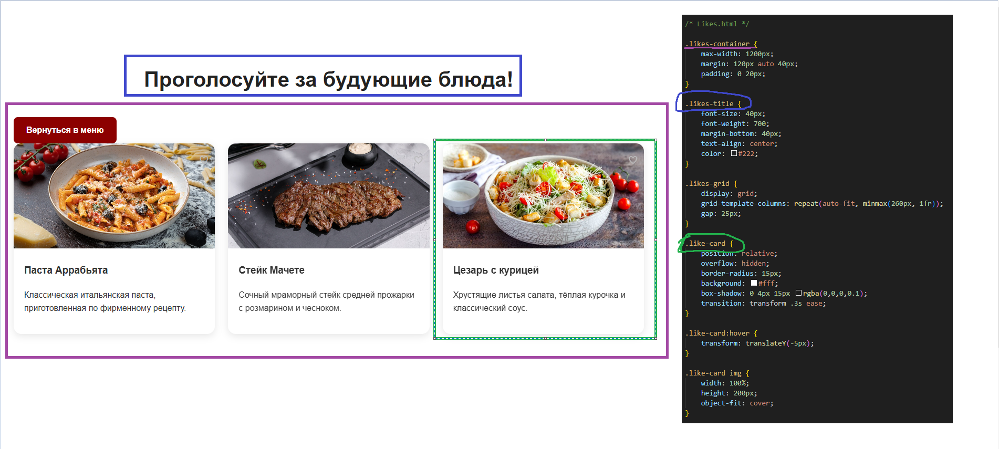 Проголосуйте за будующие блюда!
Вернуться в меню
Паста Аррабьята
Классическая итальянская паста,
приготовленная по фирменному рецепту.
Стейк Мачете
Сочный мраморный стейк средней прожарки
с розмарином и чесноком.
Цезарь с курицей
Хрустящие листья салата, тёплая курочка и
классический соус.
/* Likes.html */
.likes-container {
    max-width: 1200px;
    margin: 120px auto 40px;
    padding: 0 20px;
}
.likes-title {
    font-size: 40px;
    font-weight: 700;
    margin-bottom: 40px;
    text-align: center;
    color: #222;
}
.likes-grid {
    display: grid;
    grid-template-columns: repeat(auto-fit, minmax(260px, 1fr));
    gap: 25px;
}
.like-card {
    position: relative;
    overflow: hidden;
    border-radius: 15px;
    background: #fff;
    box-shadow: 0 4px 15px rgba(0,0,0,0.1);
    transition: transform .3s ease;
}
.like-card:hover {
    transform: translateY(-5px);
}
.like-card img {
    width: 100%;
    height: 200px;
    object-fit: cover;
}